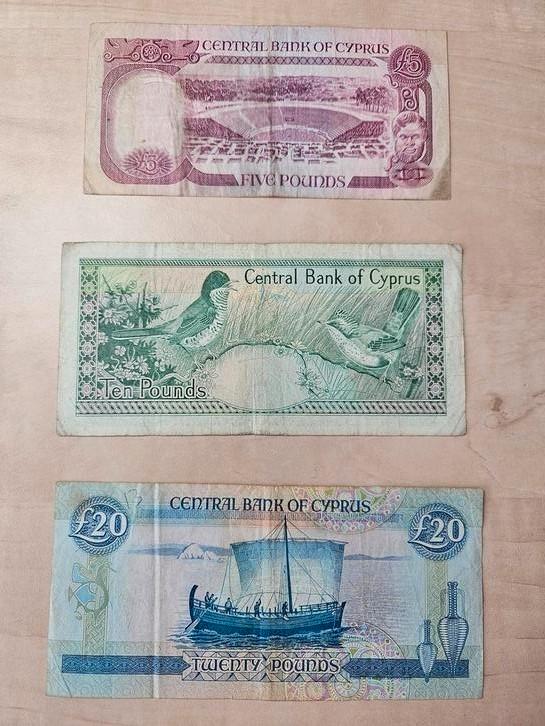 CENTRAL BANK OF CYPRUS
£5
£5
FIVE POUNDS
Central Bank of Cyprus
Ten Pounds
£20
CENTRAL BANK OF CYPRUS
£20
TWENTY POUNDS